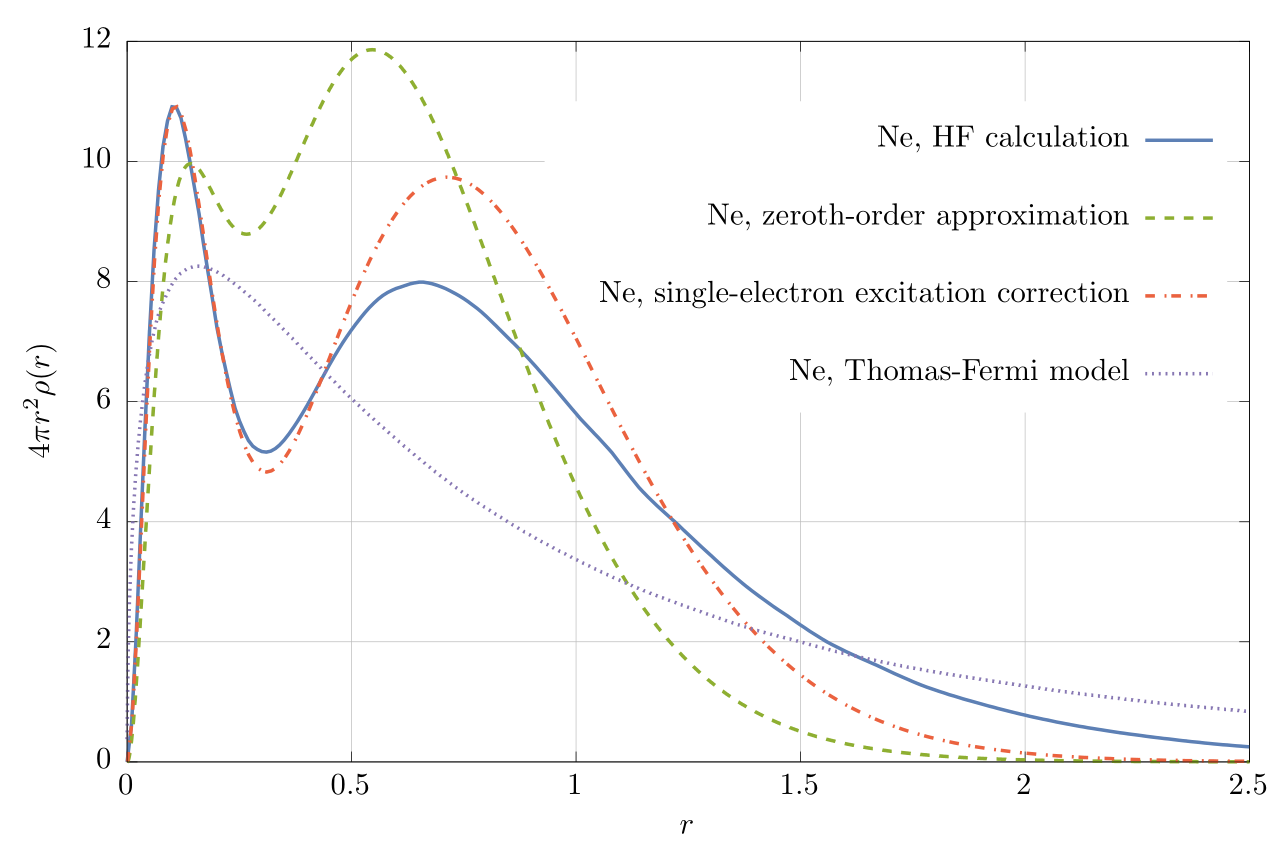 12
10
8
6
4
2
0
4πr²ρ(r)
Ne, HF calculation
Ne, zeroth-order approximation
Ne, single-electron excitation correction
Ne, Thomas-Fermi model
0 0.5 1 1.5 2 2.5
r